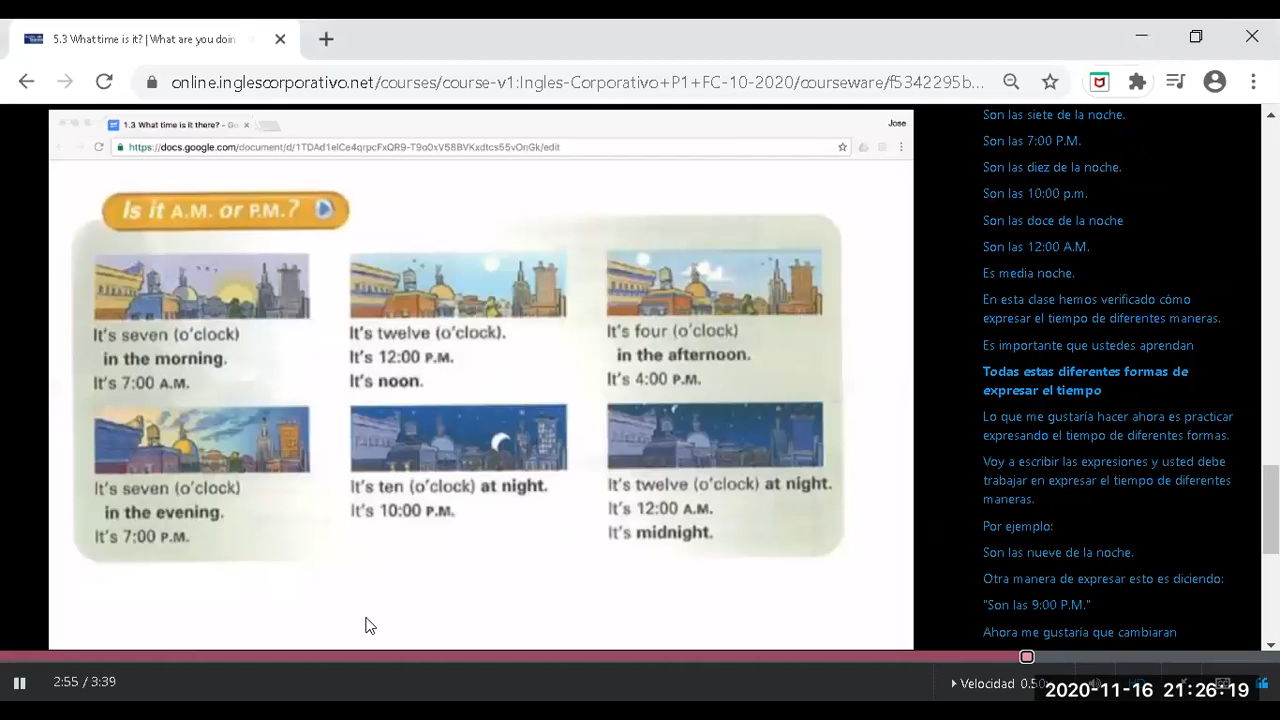 5.3 What time is it? | What are you doin
online.inglescorporativo.net/courses/course-v1:Ingles-Corporativo+P1+FC-10-2020/courseware/f5342295b...
1.3 What time is it there? - Go
Jose
https://docs.google.com/document/d/1TDAd1elCe4qrpcFxQR9-T9o0xV58BVKxdtcs55vOnGk/edit
Is it A.M. or P.M.?
It's seven (o'clock)
in the morning.
It's 7:00 A.M.
It's twelve (o'clock).
It's 12:00 P.M.
It's noon.
It's four (o'clock)
in the afternoon.
It's 4:00 P.M.
It's seven (o'clock)
in the evening.
It's 7:00 P.M.
It's ten (o'clock) at night.
It's 10:00 P.M.
It's twelve (o'clock) at night.
It's 12:00 A.M.
It's midnight.
Son las siete de la noche.
Son las 7:00 P.M.
Son las diez de la noche.
Son las 10:00 p.m.
Son las doce de la noche
Son las 12:00 A.M.
Es media noche.
En esta clase hemos verificado cómo
expresar el tiempo de diferentes maneras.
Es importante que ustedes aprendan
Todas estas diferentes formas de
expresar el tiempo
Lo que me gustaría hacer ahora es practicar
expresando el tiempo de diferentes formas.
Voy a escribir las expresiones y usted debe
trabajar en expresar el tiempo de diferentes
maneras.
Por ejemplo:
Son las nueve de la noche.
Otra manera de expresar esto es diciendo:
"Son las 9:00 P.M."
Ahora me gustaría que cambiaran
2:55 / 3:39
Velocidad 0.50x
HD
2020-11-16 21:26:19